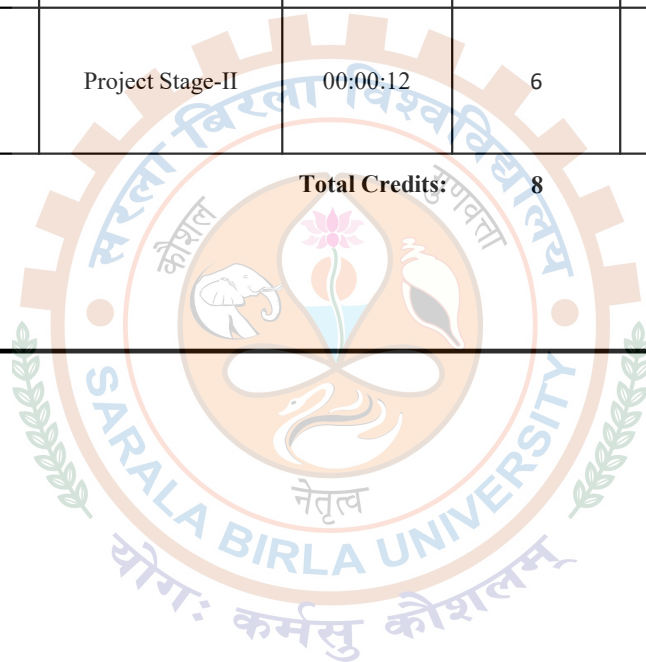 Project Stage-II 00:00:12 6
Total Credits: 8
सरला बिरला विश्वविद्यालय
कौशल
गुणवत्ता
नेतृत्व
SARALA BIRLA UNIVERSITY
योगः कर्मसु कौशलम्